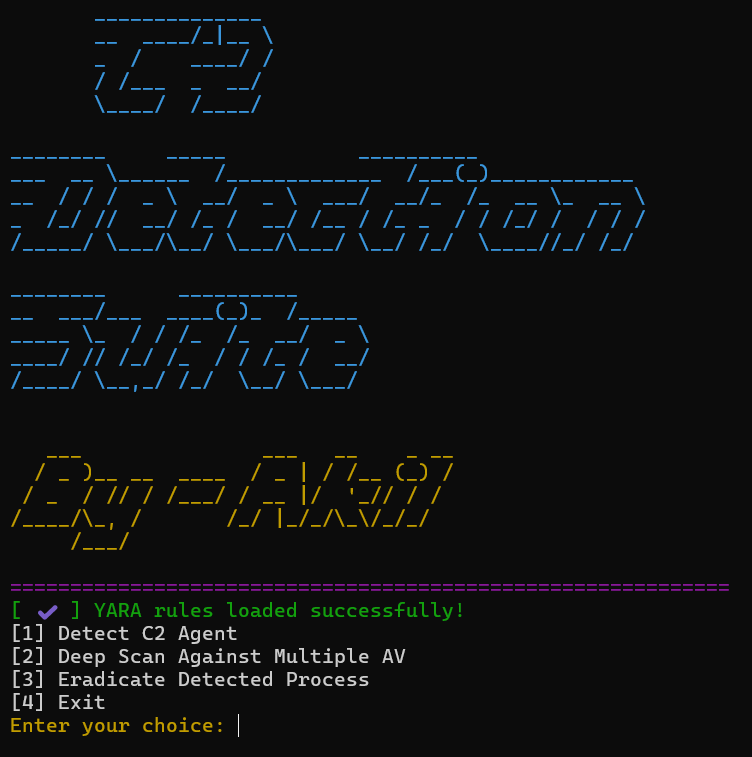 C2
Detection
Suite
By - Akil
[ ✔ ] YARA rules loaded successfully!
[1] Detect C2 Agent
[2] Deep Scan Against Multiple AV
[3] Eradicate Detected Process
[4] Exit
Enter your choice: